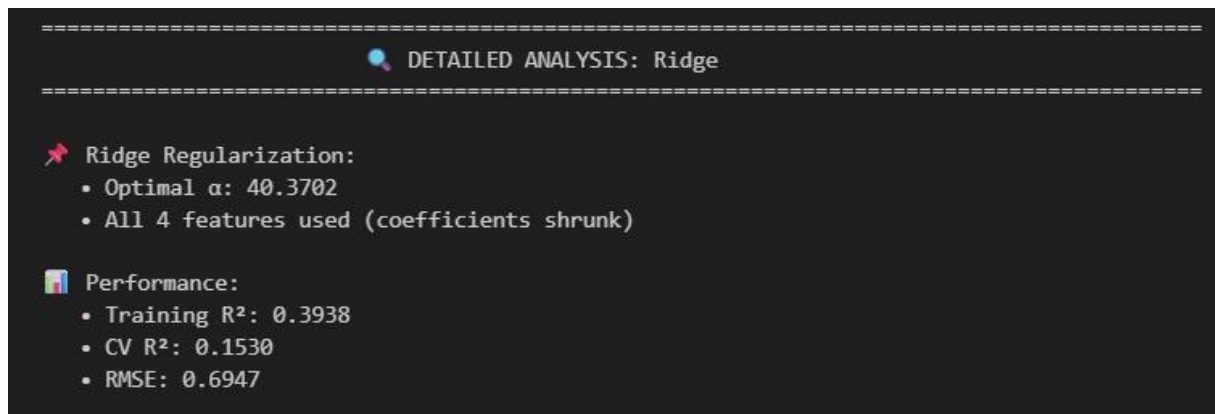 ==========================================================================================
🔍 DETAILED ANALYSIS: Ridge
==========================================================================================
📌 Ridge Regularization:
• Optimal α: 40.3702
• All 4 features used (coefficients shrunk)
📊 Performance:
• Training R²: 0.3938
• CV R²: 0.1530
• RMSE: 0.6947